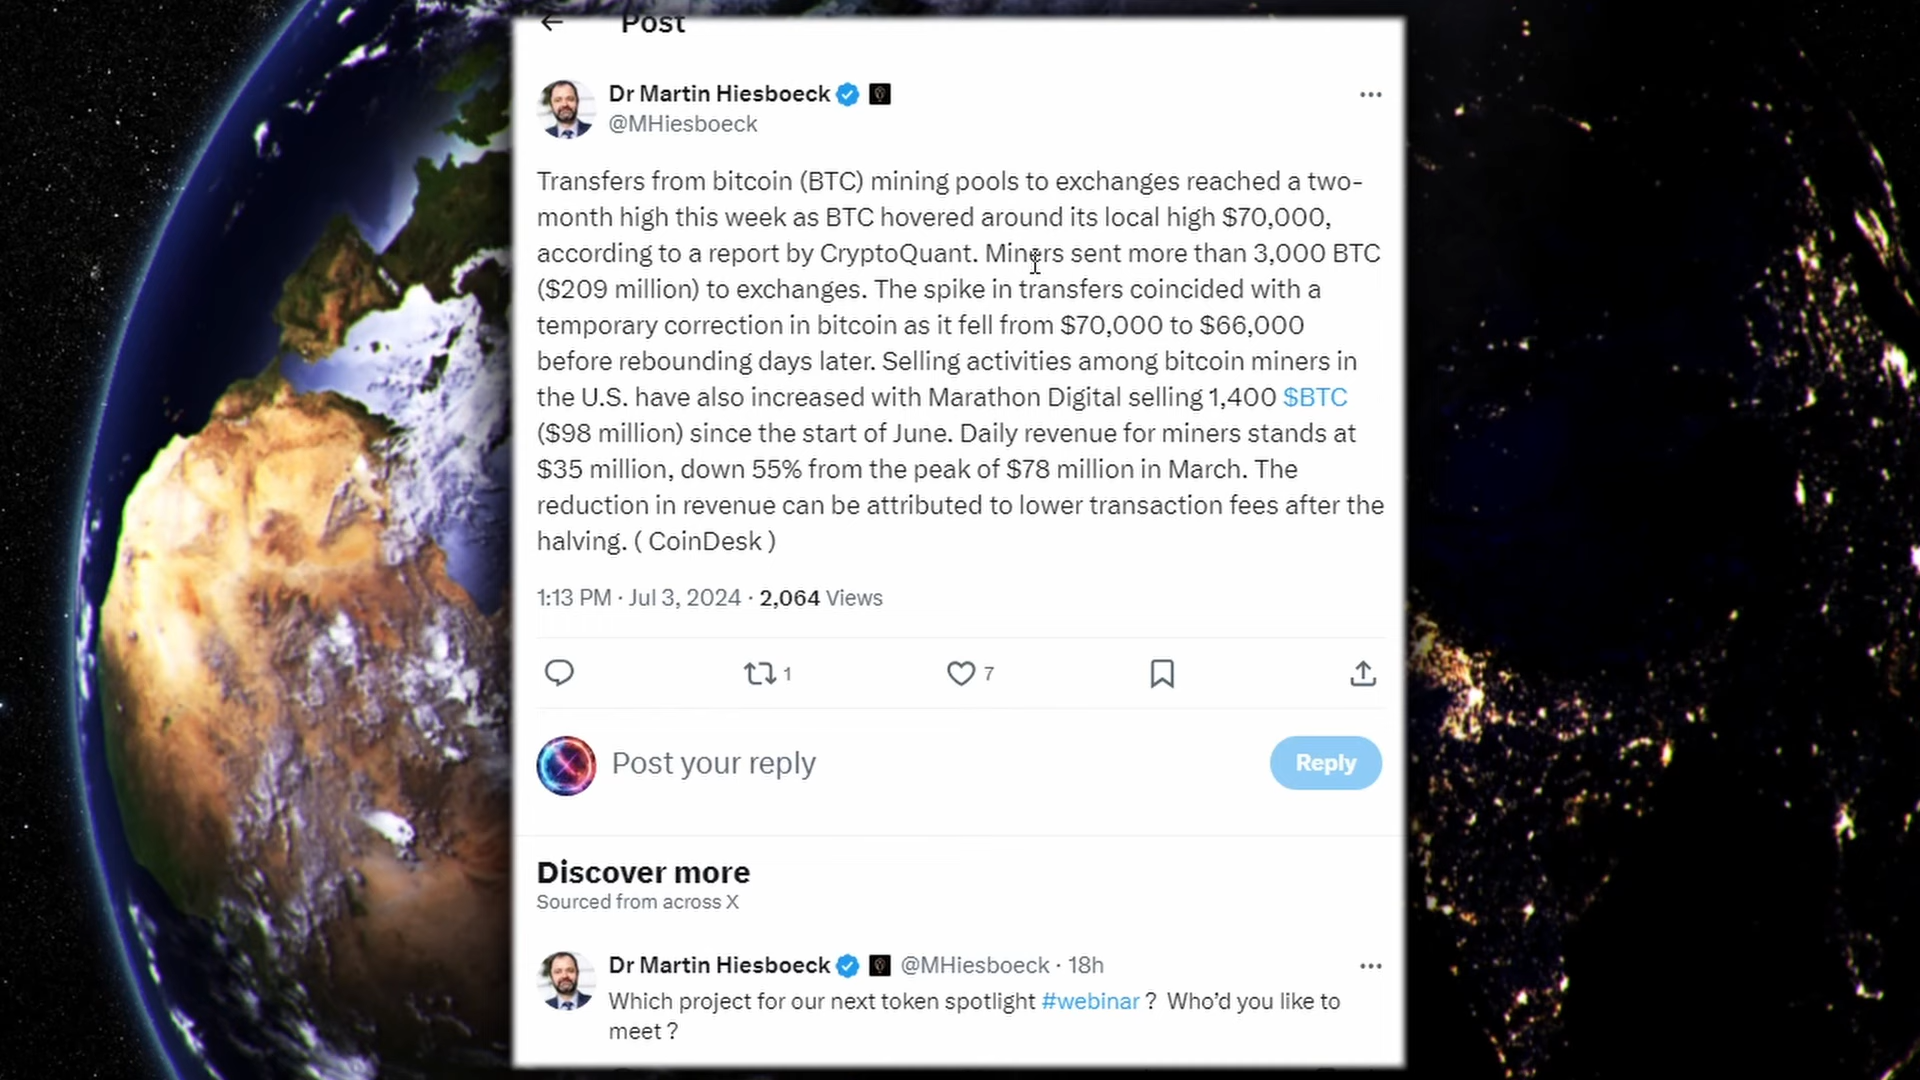 Post
Dr Martin Hiesboeck
@MHiesboeck
Transfers from bitcoin (BTC) mining pools to exchanges reached a two-
month high this week as BTC hovered around its local high $70,000,
according to a report by CryptoQuant. Miners sent more than 3,000 BTC
($209 million) to exchanges. The spike in transfers coincided with a
temporary correction in bitcoin as it fell from $70,000 to $66,000
before rebounding days later. Selling activities among bitcoin miners in
the U.S. have also increased with Marathon Digital selling 1,400 $BTC
($98 million) since the start of June. Daily revenue for miners stands at
$35 million, down 55% from the peak of $78 million in March. The
reduction in revenue can be attributed to lower transaction fees after the
halving. ( CoinDesk )
1:13 PM · Jul 3, 2024 · 2,064 Views
1 7
Post your reply Reply
Discover more
Sourced from across X
Dr Martin Hiesboeck @MHiesboeck · 18h
Which project for our next token spotlight #webinar ? Who’d you like to
meet ?